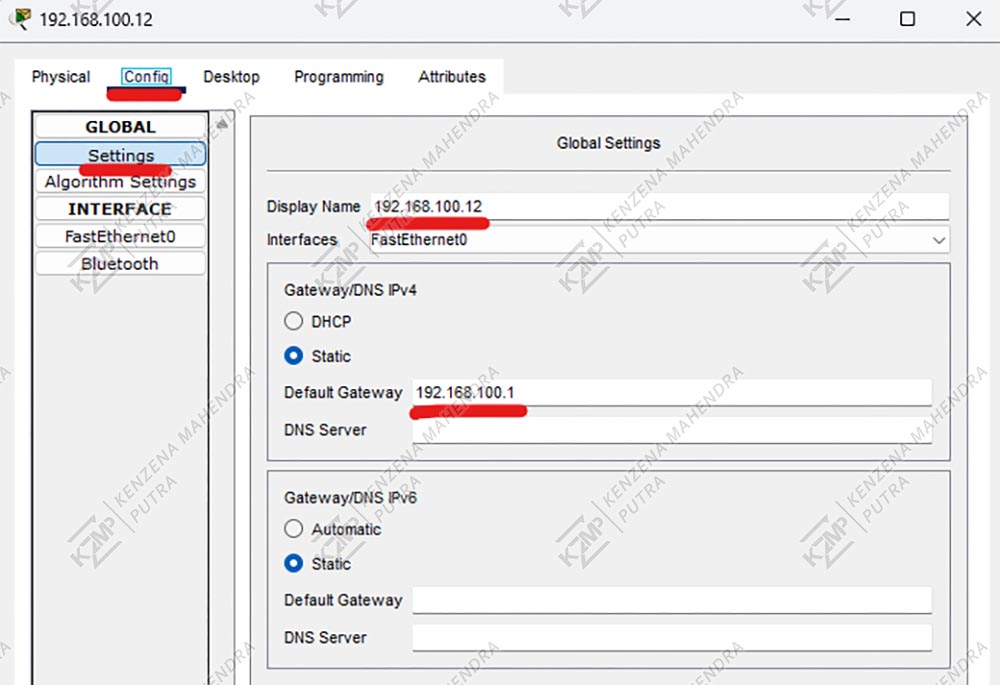 192.168.100.12
Physical Config Desktop Programming Attributes
GLOBAL
Settings
Algorithm Settings
INTERFACE
FastEthernet0
Bluetooth
Global Settings
Display Name 192.168.100.12
Interfaces FastEthernet0
Gateway/DNS IPv4
DHCP
Static
Default Gateway 192.168.100.1
DNS Server
Gateway/DNS IPv6
Automatic
Static
Default Gateway
DNS Server
KZMP KENZENA MAHENDRA PUTRA